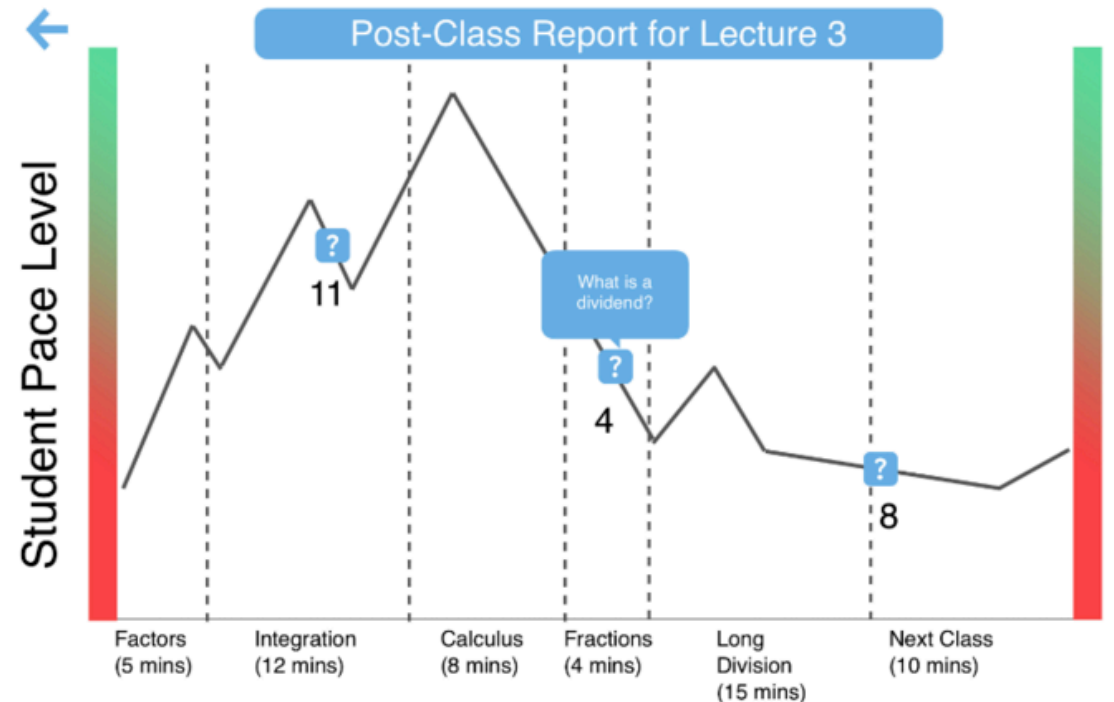 Post-Class Report for Lecture 3
Student Pace Level
?
11
What is a
dividend?
?
4
?
8
Factors
(5 mins)
Integration
(12 mins)
Calculus
(8 mins)
Fractions
(4 mins)
Long
Division
(15 mins)
Next Class
(10 mins)